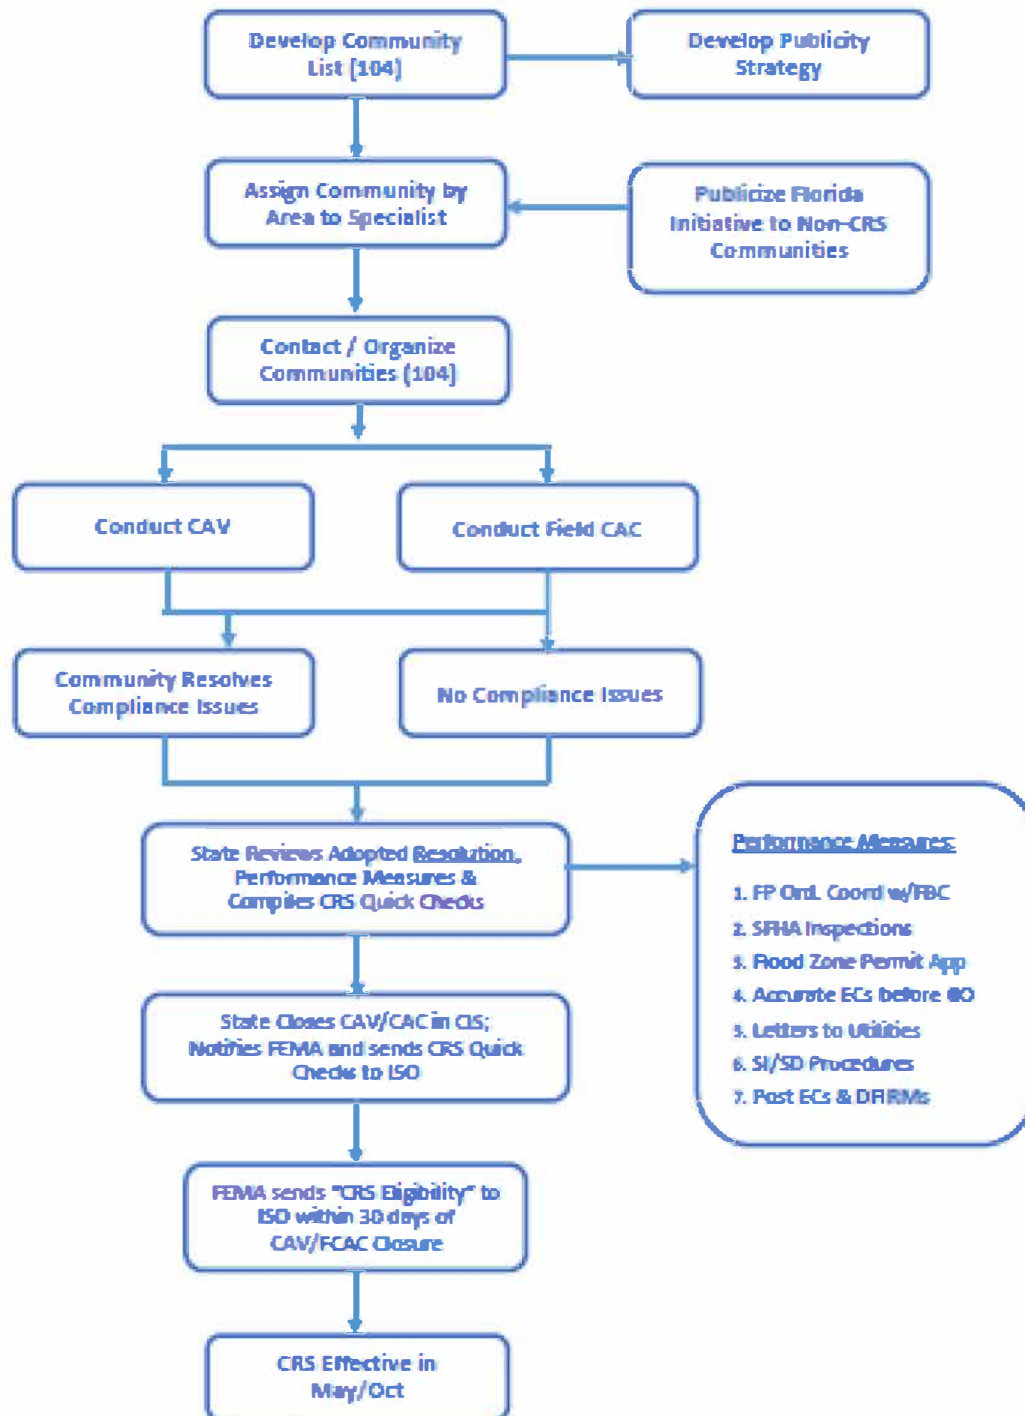 Develop Community
List (104)
Develop Publicity
Strategy
Assign Community by
Area to Specialist
Publicize Florida
Initiative to Non-CRS
Communities
Contact / Organize
Communities (104)
Conduct CAV
Conduct Field CAC
Community Resolves
Compliance Issues
No Compliance Issues
State Reviews Adopted Resolution,
Performance Measures &
Compiles CRS Quick Checks
Performance Measures:
1. FP Ord. Coord w/FBC
2. SFHA Inspections
3. Flood Zone Permit App
4. Accurate ECs before CO
5. Letters to Utilities
6. SI/SD Procedures
7. Post ECs & DFIRMs
State Closes CAV/CAC in CIS;
Notifies FEMA and sends CRS Quick
Checks to ISO
FEMA sends "CRS Eligibility" to
ISO within 30 days of
CAV/FCAC Closure
CRS Effective in
May/Oct